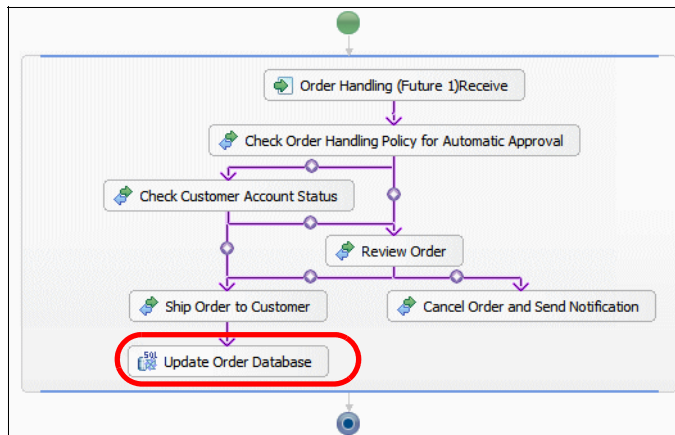 Order Handling (Future 1)Receive
Check Order Handling Policy for Automatic Approval
Check Customer Account Status
Review Order
Ship Order to Customer
Cancel Order and Send Notification
SQL
Update Order Database